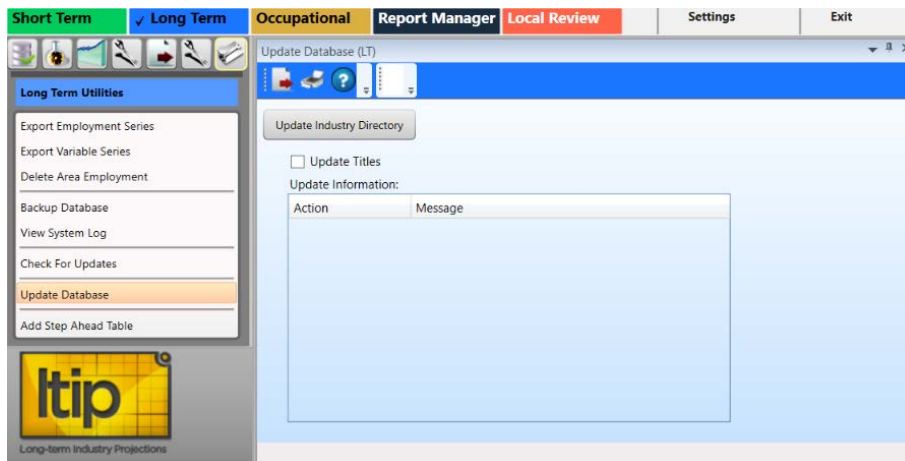 Short Term
✓ Long Term
Occupational
Report Manager
Local Review
Settings
Exit
Update Database (LT)
Long Term Utilities
Export Employment Series
Export Variable Series
Delete Area Employment
Backup Database
View System Log
Check For Updates
Update Database
Add Step Ahead Table
ltip
Long-term Industry Projections
Update Industry Directory
Update Titles
Update Information:
Action Message